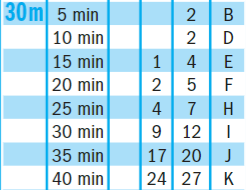 30m 5 min 2 B
10 min 2 D
15 min 1 4 E
20 min 2 5 F
25 min 4 7 H
30 min 9 12 I
35 min 17 20 J
40 min 24 27 K